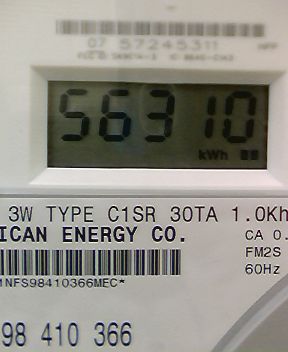 07 57245311
56310
kWh
3W TYPE C1SR 30TA 1.0Kh
ICAN ENERGY CO.
CA 0.
FM2S
60Hz
NFS98410366MEC*
98 410 366